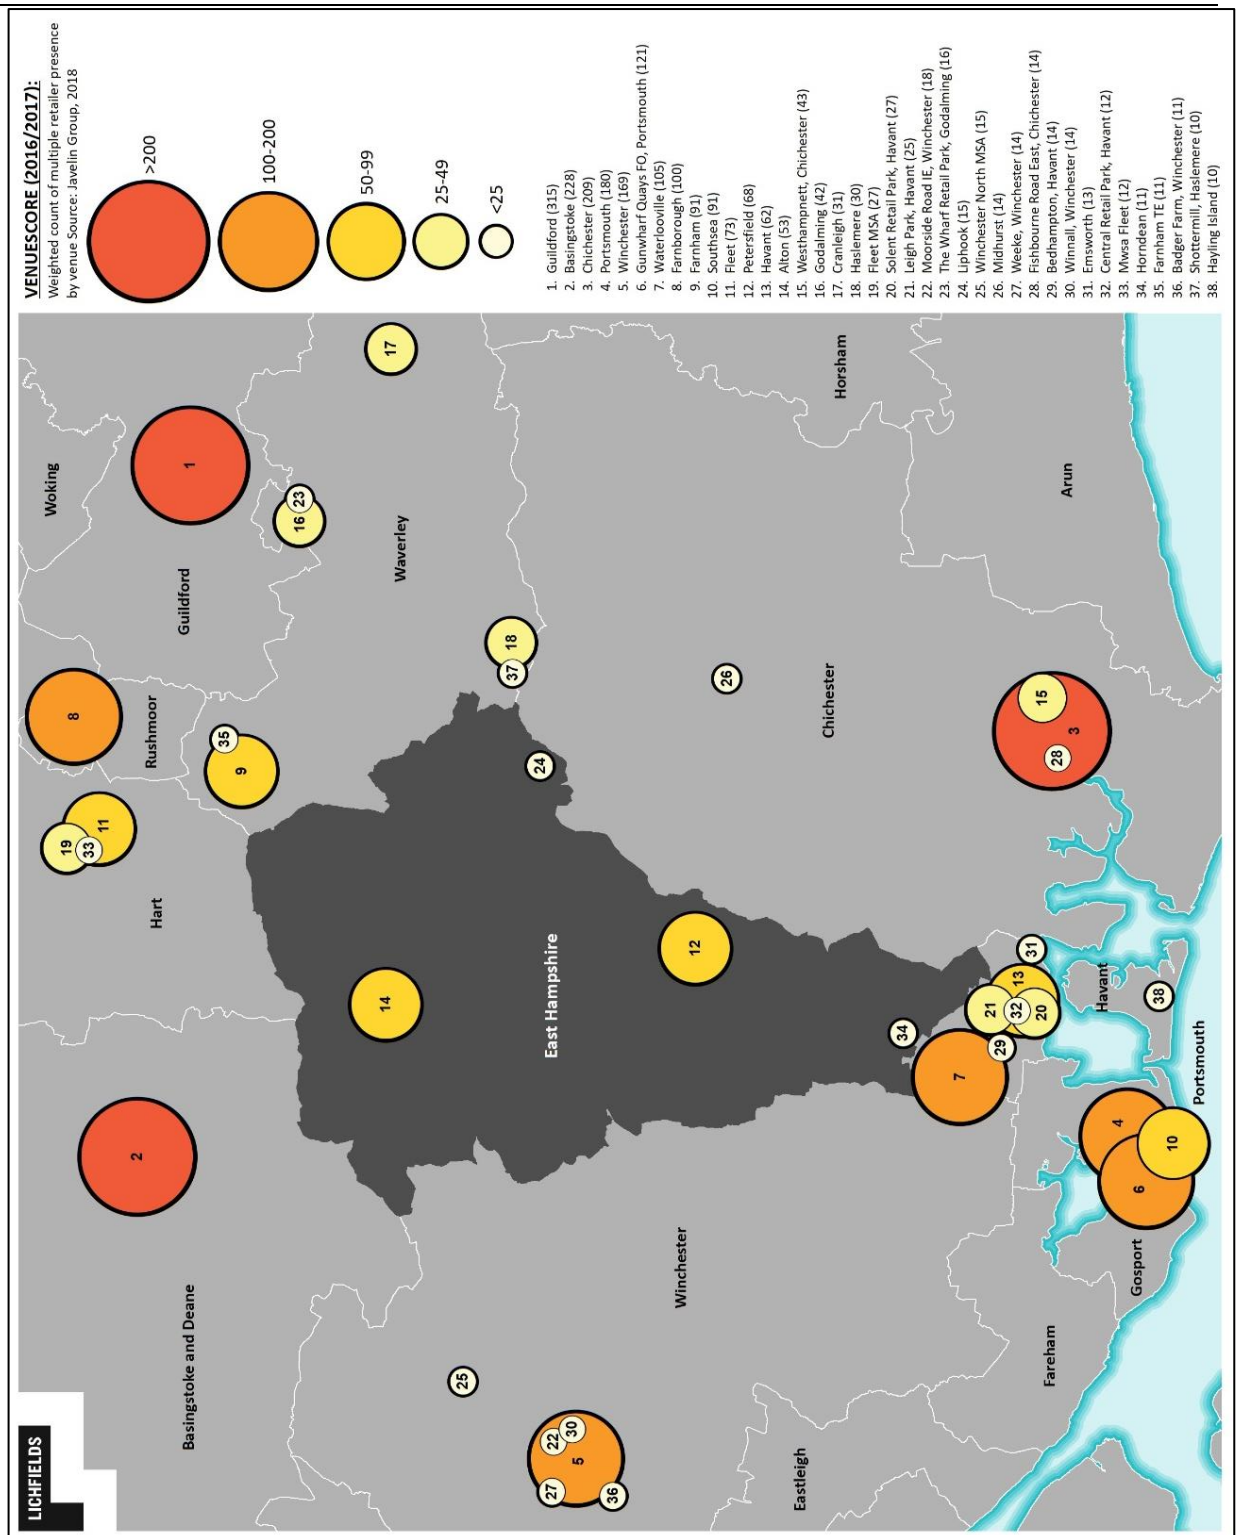 LICHFIELDS
VENUESCORE (2016/2017):
Weighted count of multiple retailer presence
by venue Source: Javelin Group, 2018
>200
100-200
50-99
25-49
<25
1. Guildford (315)
2. Basingstoke (228)
3. Chichester (209)
4. Portsmouth (180)
5. Winchester (169)
6. Gunwharf Quays FO, Portsmouth (121)
7. Waterlooville (105)
8. Farnborough (100)
9. Farnham (91)
10. Southsea (91)
11. Fleet (73)
12. Petersfield (68)
13. Havant (62)
14. Alton (53)
15. Westhampnett, Chichester (43)
16. Godalming (42)
17. Cranleigh (31)
18. Haslemere (30)
19. Fleet MSA (27)
20. Solent Retail Park, Havant (27)
21. Leigh Park, Havant (25)
22. Moorside Road IE, Winchester (18)
23. The Wharf Retail Park, Godalming (16)
24. Liphook (15)
25. Winchester North MSA (15)
26. Midhurst (14)
27. Weeke, Winchester (14)
28. Fishbourne Road East, Chichester (14)
29. Bedhampton, Havant (14)
30. Winnall, Winchester (14)
31. Emsworth (13)
32. Central Retail Park, Havant (12)
33. Mwsa Fleet (12)
34. Horndean (11)
35. Farnham TE (11)
36. Badger Farm, Winchester (11)
37. Shottermill, Haslemere (10)
38. Hayling Island (10)
Basingstoke and Deane
Hart
Rushmoor
Guildford
Woking
Waverley
East Hampshire
Winchester
Chichester
Horsham
Arun
Eastleigh
Fareham
Gosport
Portsmouth
Havant
2
19
33
11
8
1
35
9
16
23
17
14
25
37
18
24
27
22
30
5
36
12
26
34
7
29
21
32
13
20
31
15
28
3
4
6
10
38